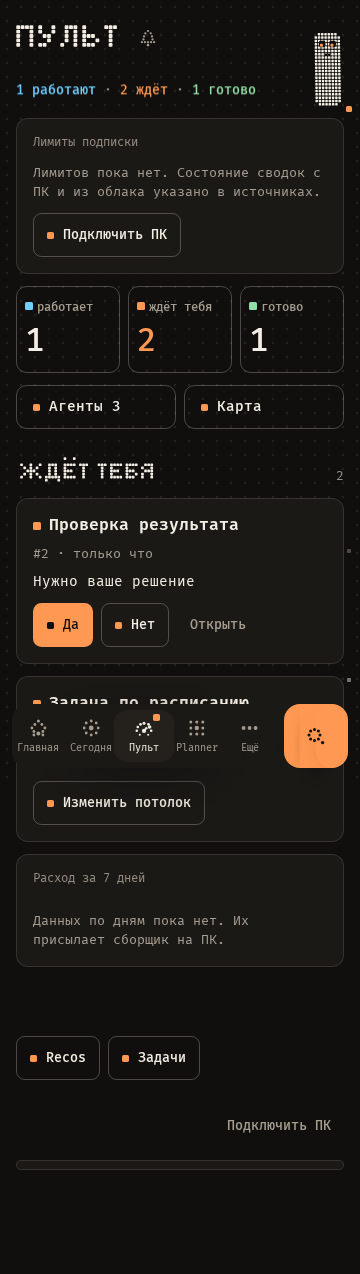 ПУЛЬТ
1 работают · 2 ждёт · 1 готово
Лимиты подписки
Лимитов пока нет. Состояние сводок с
ПК и из облака указано в источниках.
Подключить ПК
работает
1
ждёт тебя
2
готово
1
Агенты 3
Карта
ЖДЁТ ТЕБЯ
2
Проверка результата
#2 · только что
Нужно ваше решение
Да
Нет
Открыть
Задача по расписанию
Главная
Сегодня
Пульт
Planner
Ещё
Изменить потолок
Расход за 7 дней
Данных по дням пока нет. Их
присылает сборщик на ПК.
Recos
Задачи
Подключить ПК